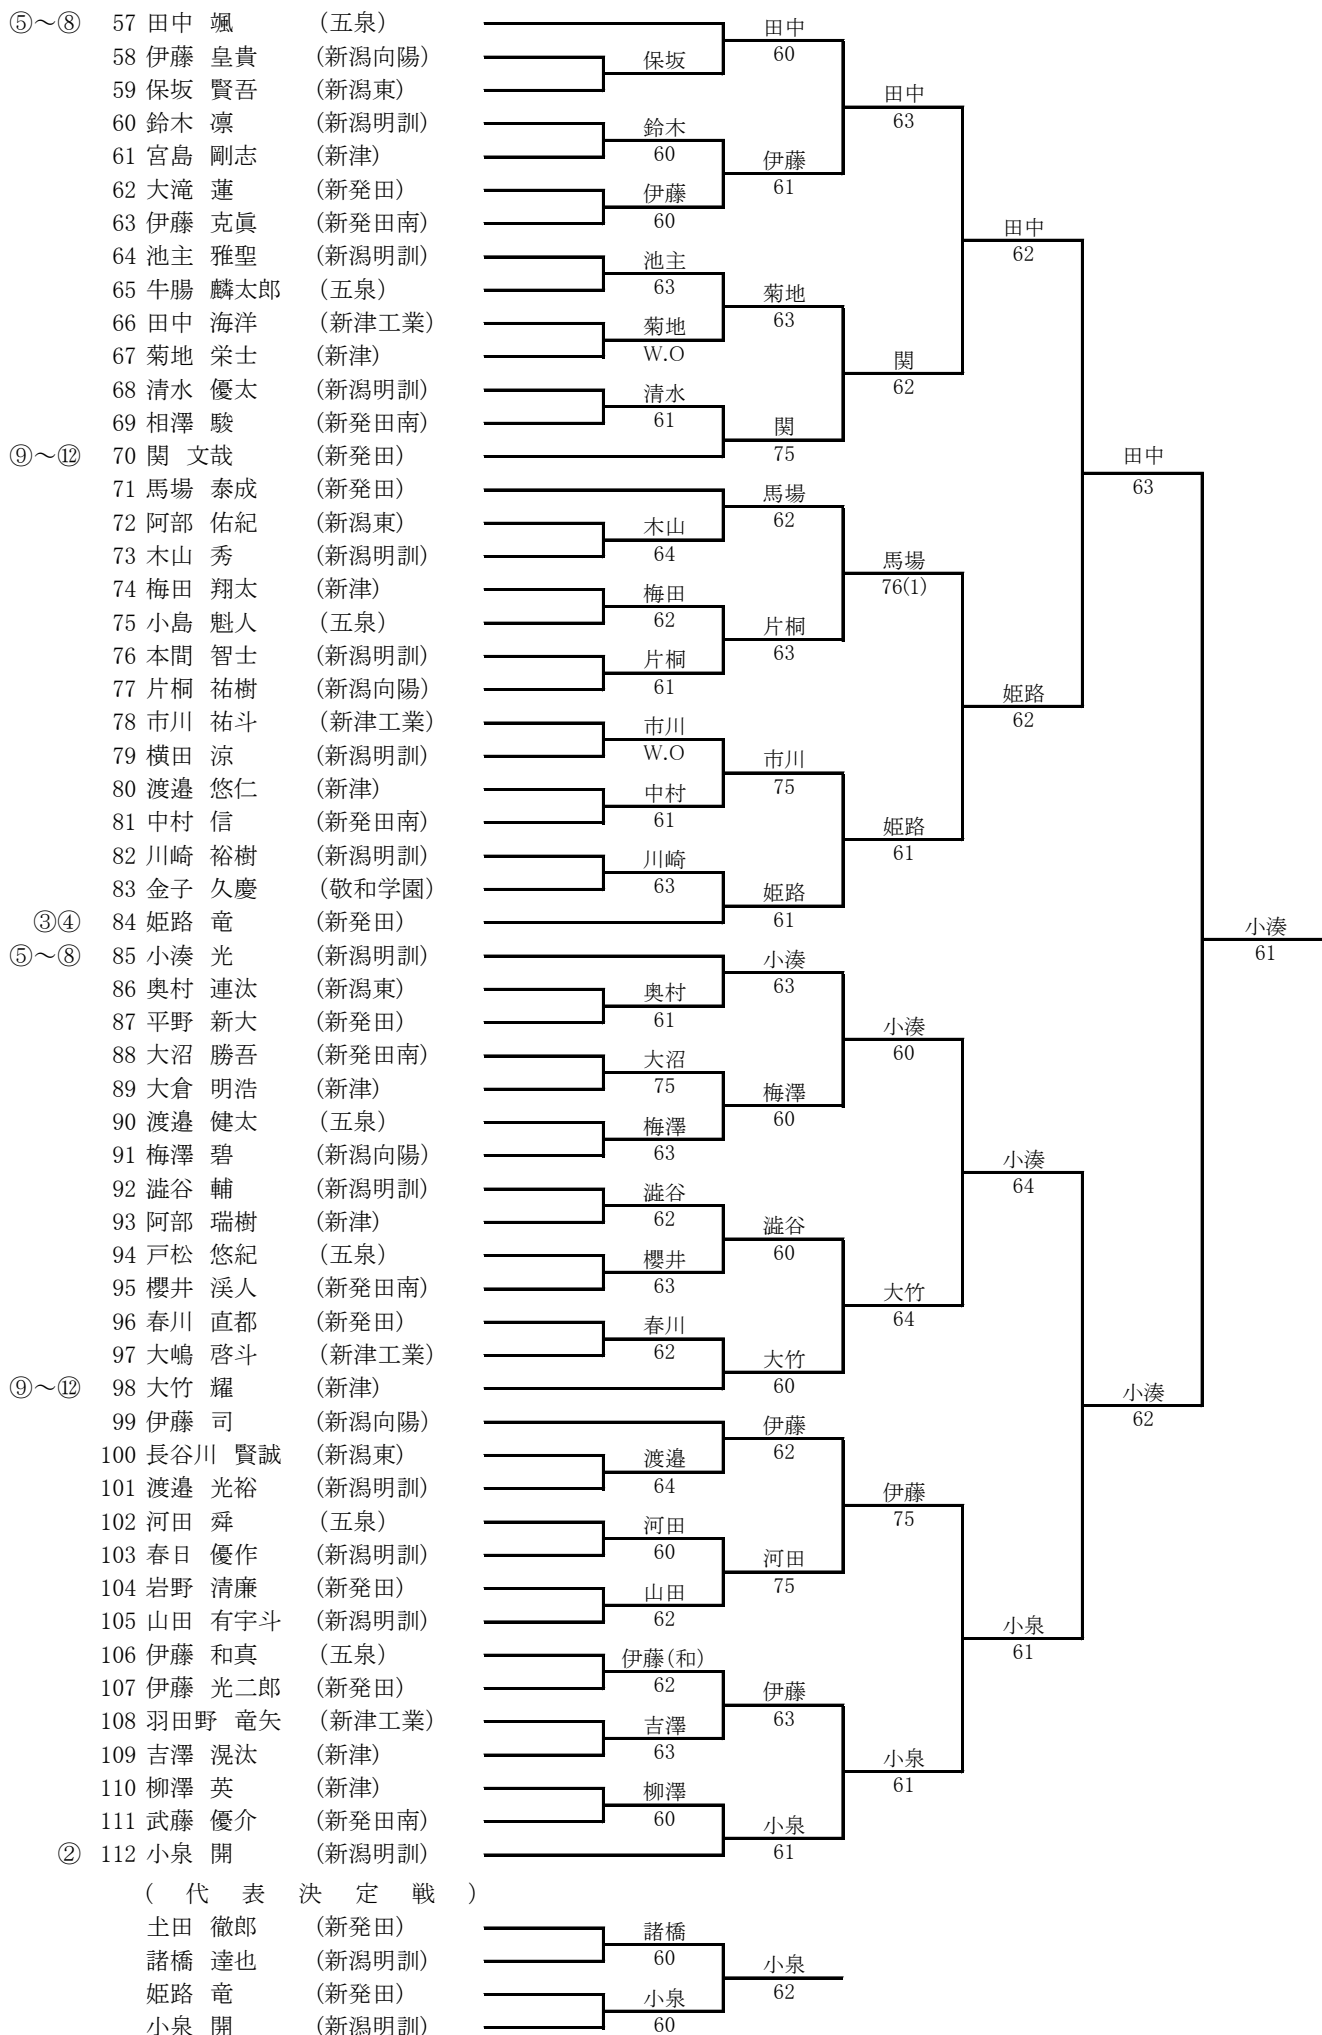 ⑤～⑧ 57 田中 颯 (五泉)
58 伊藤 皇貴 (新潟向陽)
59 保坂 賢吾 (新潟東)
60 鈴木 凛 (新潟明訓)
61 宮島 剛志 (新津)
62 大滝 蓮 (新発田)
63 伊藤 克眞 (新発田南)
64 池主 雅聖 (新潟明訓)
65 牛腸 麟太郎 (五泉)
66 田中 海洋 (新津工業)
67 菊地 栄士 (新津)
68 清水 優太 (新潟明訓)
69 相澤 駿 (新発田南)
⑨～⑫ 70 関 文哉 (新発田)
71 馬場 泰成 (新発田)
72 阿部 佑紀 (新潟東)
73 木山 秀 (新潟明訓)
74 梅田 翔太 (新津)
75 小島 魁人 (五泉)
76 本間 智士 (新潟明訓)
77 片桐 祐樹 (新潟向陽)
78 市川 祐斗 (新津工業)
79 横田 涼 (新潟明訓)
80 渡邉 悠仁 (新津)
81 中村 信 (新発田南)
82 川崎 裕樹 (新潟明訓)
83 金子 久慶 (敬和学園)
③④ 84 姫路 竜 (新発田)
⑤～⑧ 85 小湊 光 (新潟明訓)
86 奥村 連汰 (新潟東)
87 平野 新大 (新発田)
88 大沼 勝吾 (新発田南)
89 大倉 明浩 (新津)
90 渡邉 健太 (五泉)
91 梅澤 碧 (新潟向陽)
92 澁谷 輔 (新潟明訓)
93 阿部 瑞樹 (新津)
94 戸松 悠紀 (五泉)
95 櫻井 渓人 (新発田南)
96 春川 直都 (新発田)
97 大嶋 啓斗 (新津工業)
⑨～⑫ 98 大竹 耀 (新津)
99 伊藤 司 (新潟向陽)
100 長谷川 賢誠 (新潟東)
101 渡邉 光裕 (新潟明訓)
102 河田 舜 (五泉)
103 春日 優作 (新潟明訓)
104 岩野 清廉 (新発田)
105 山田 有宇斗 (新潟明訓)
106 伊藤 和真 (五泉)
107 伊藤 光二郎 (新発田)
108 羽田野 竜矢 (新津工業)
109 吉澤 滉汰 (新津)
110 柳澤 英 (新津)
111 武藤 優介 (新発田南)
② 112 小泉 開 (新潟明訓)
( 代 表 決 定 戦 )
土田 徹郎 (新発田)
諸橋 達也 (新潟明訓)
姫路 竜 (新発田)
小泉 開 (新潟明訓)
保坂
鈴木
60
伊藤
60
池主
63
菊地
W.O
清水
61
木山
64
梅田
62
片桐
61
市川
W.O
中村
61
川崎
63
奥村
61
大沼
75
梅澤
63
澁谷
62
櫻井
63
春川
62
渡邉
64
河田
60
山田
62
伊藤(和)
62
吉澤
63
柳澤
60
諸橋
60
小泉
60
田中
60
伊藤
61
菊地
63
関
75
馬場
62
片桐
63
市川
75
姫路
61
小湊
63
梅澤
60
澁谷
60
大竹
60
伊藤
62
河田
75
伊藤
63
小泉
61
小泉
62
田中
63
関
62
馬場
76(1)
姫路
61
小湊
60
大竹
64
伊藤
75
小泉
61
田中
62
姫路
62
小湊
64
小泉
61
田中
63
小湊
62
小湊
61